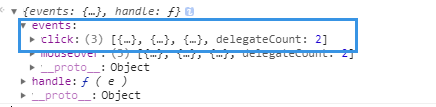 ▼ {events: {…}, handle: ƒ}
▼ events:
▶ click: (3) [{…}, {…}, {…}, delegateCount: 2]
▶ mouseover: (3) [{…}, {…}, {…}, delegateCount: 2]
▶ __proto__: Object
▶ handle: ƒ ( e )
▶ __proto__: Object